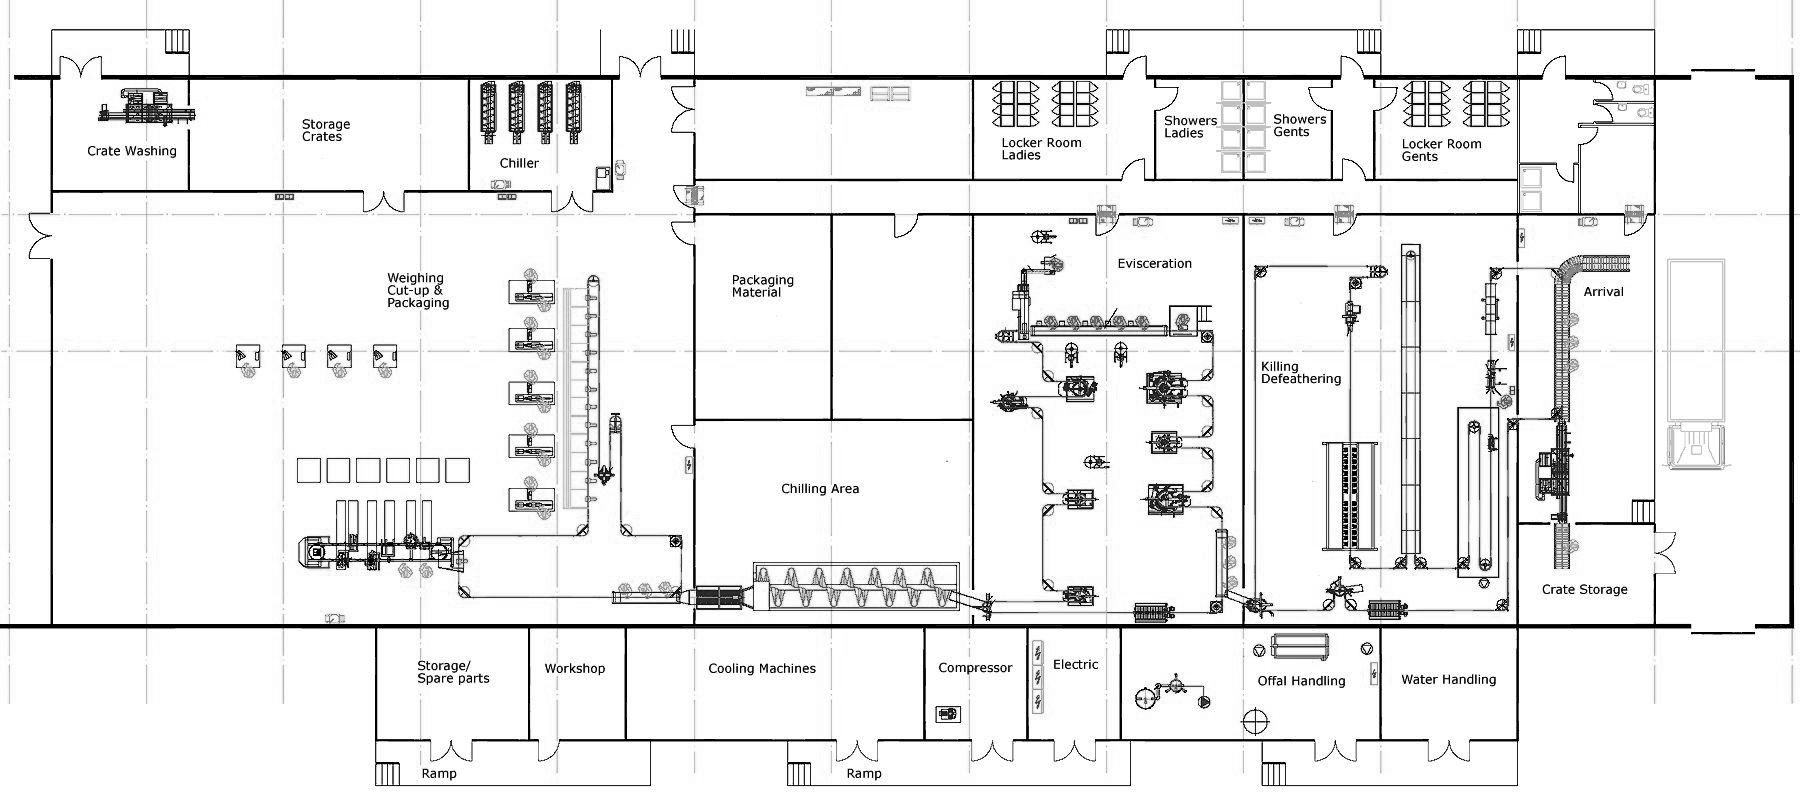 Crate Washing
Storage
Crates
Chiller
Locker Room
Ladies
Showers
Ladies
Showers
Gents
Locker Room
Gents
Weighing
Cut-up &
Packaging
Packaging
Material
Evisceration
Killing
Defeathering
Arrival
Chilling Area
Crate Storage
Storage/
Spare parts
Workshop
Cooling Machines
Compressor
Electric
Offal Handling
Water Handling
Ramp
Ramp